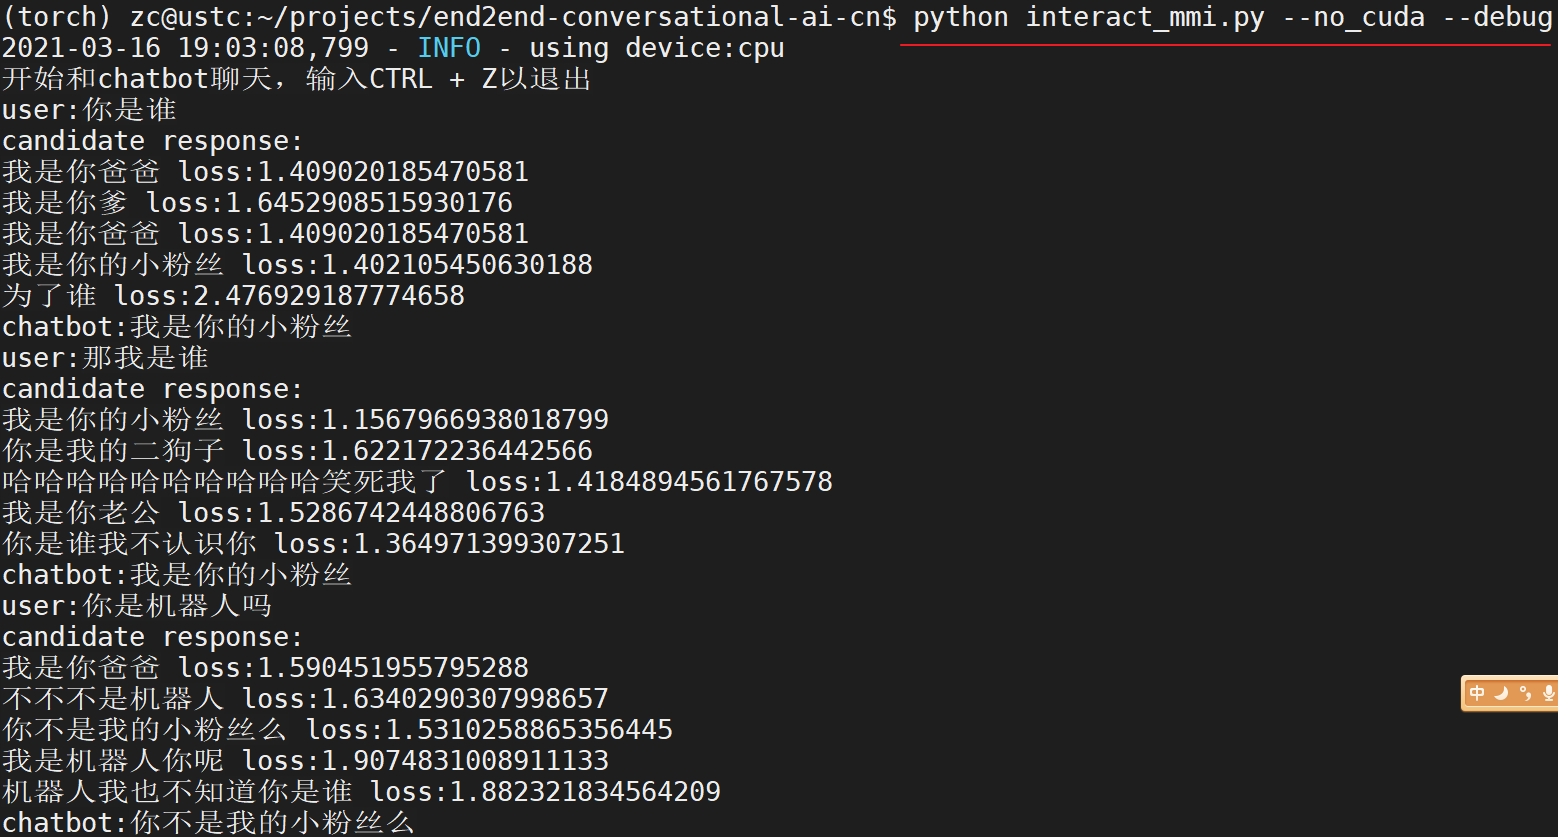 (torch) zc@ustc:~/projects/end2end-conversational-ai-cn$ python interact_mmi.py --no_cuda --debug
2021-03-16 19:03:08,799 - INFO - using device:cpu
开始和chatbot聊天，输入CTRL + Z以退出
user:你是谁
candidate response:
我是你爸爸 loss:1.409020185470581
我是你爹 loss:1.6452908515930176
我是你爸爸 loss:1.409020185470581
我是你的小粉丝 loss:1.402105450630188
为了谁 loss:2.476929187774658
chatbot:我是你的小粉丝
user:那我是谁
candidate response:
我是你的小粉丝 loss:1.1567966938018799
你是我的二狗子 loss:1.622172236442566
哈哈哈哈哈哈哈哈哈哈笑死我了 loss:1.4184894561767578
我是你老公 loss:1.5286742448806763
你是谁我不认识你 loss:1.364971399307251
chatbot:我是你的小粉丝
user:你是机器人吗
candidate response:
我是你爸爸 loss:1.590451955795288
不不不是机器人 loss:1.6340290307998657
你不是我的小粉丝么 loss:1.5310258865356445
我是机器人你呢 loss:1.9074831008911133
机器人我也不知道你是谁 loss:1.882321834564209
chatbot:你不是我的小粉丝么
中